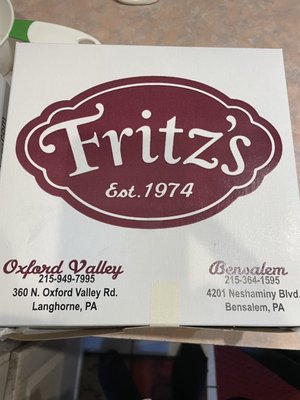 Fritz's
Est. 1974
Oxford Valley
215-949-7995
360 N. Oxford Valley Rd.
Langhorne, PA
Bensalem
215-364-1595
4201 Neshaminy Blvd.
Bensalem, PA